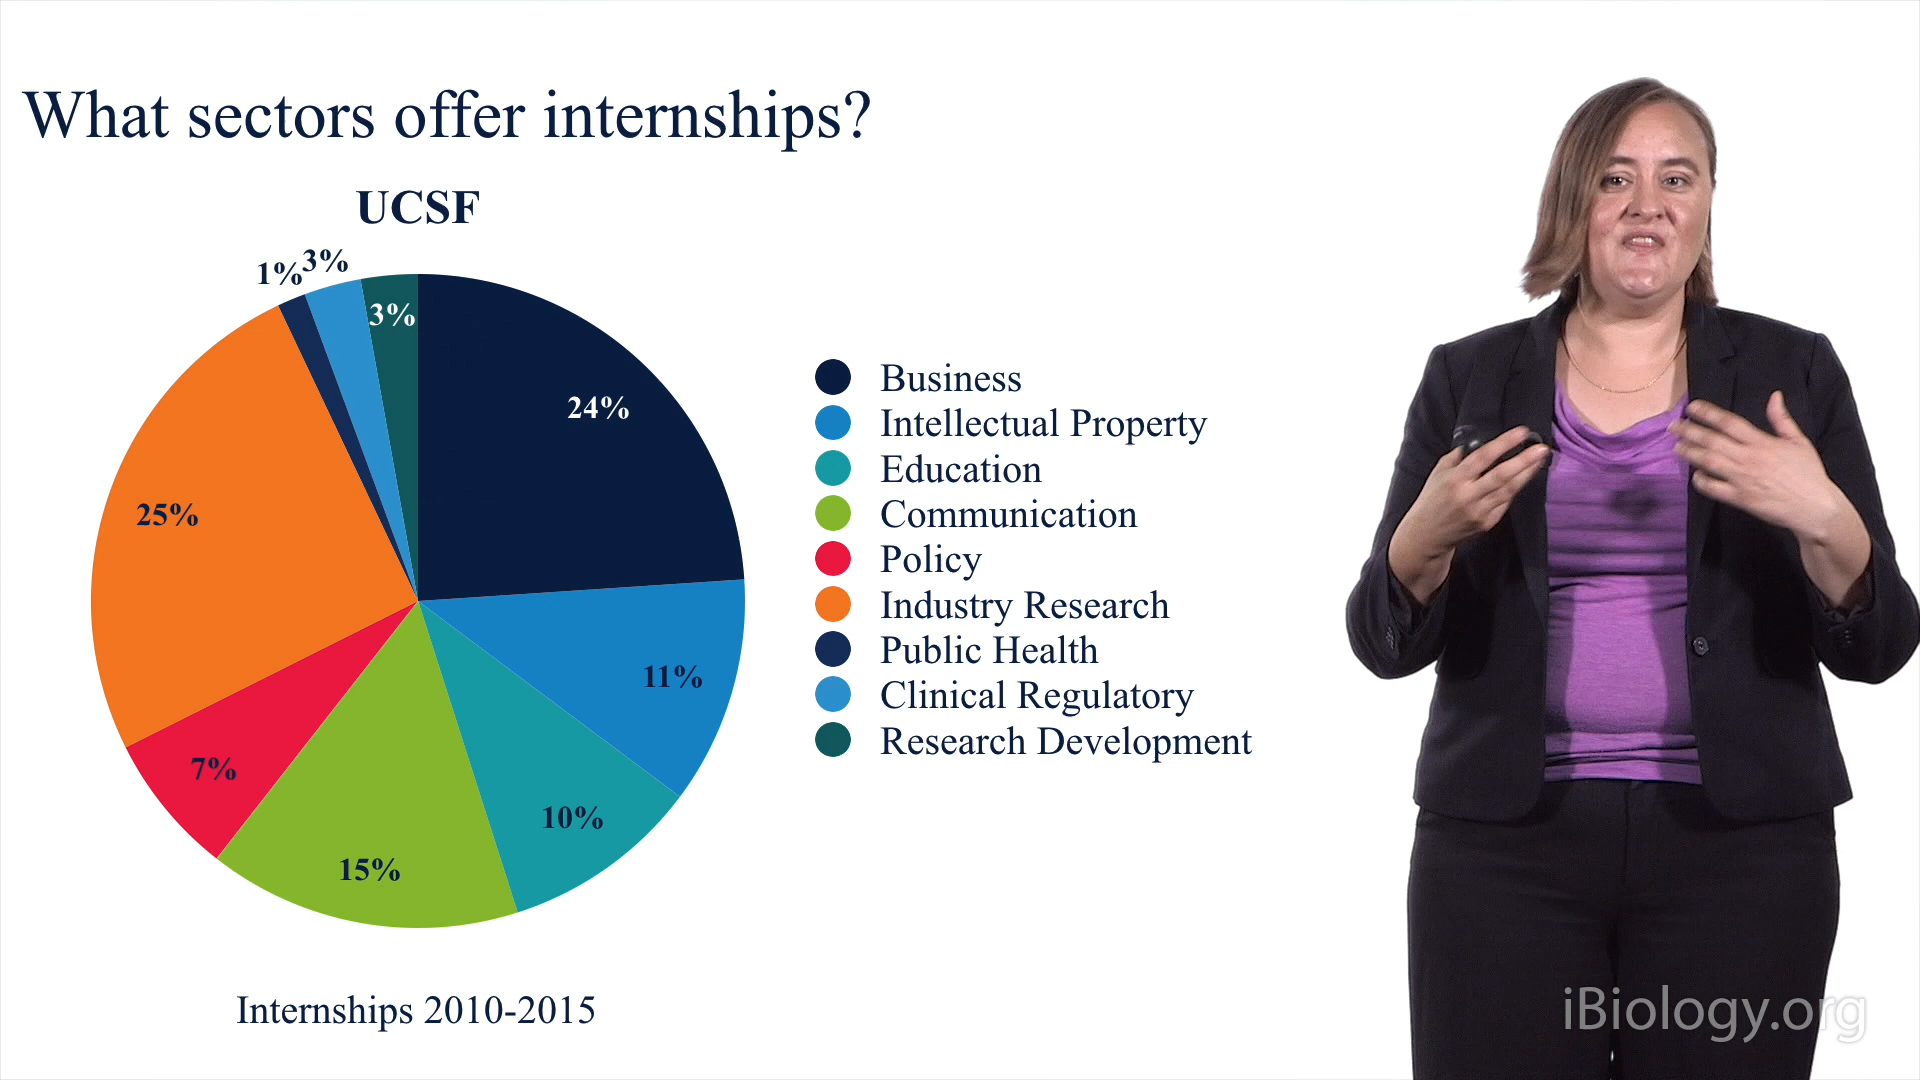 What sectors offer internships?
UCSF
1%
3%
3%
24%
25%
11%
7%
10%
15%
Business
Intellectual Property
Education
Communication
Policy
Industry Research
Public Health
Clinical Regulatory
Research Development
Internships 2010-2015
iBiology.org